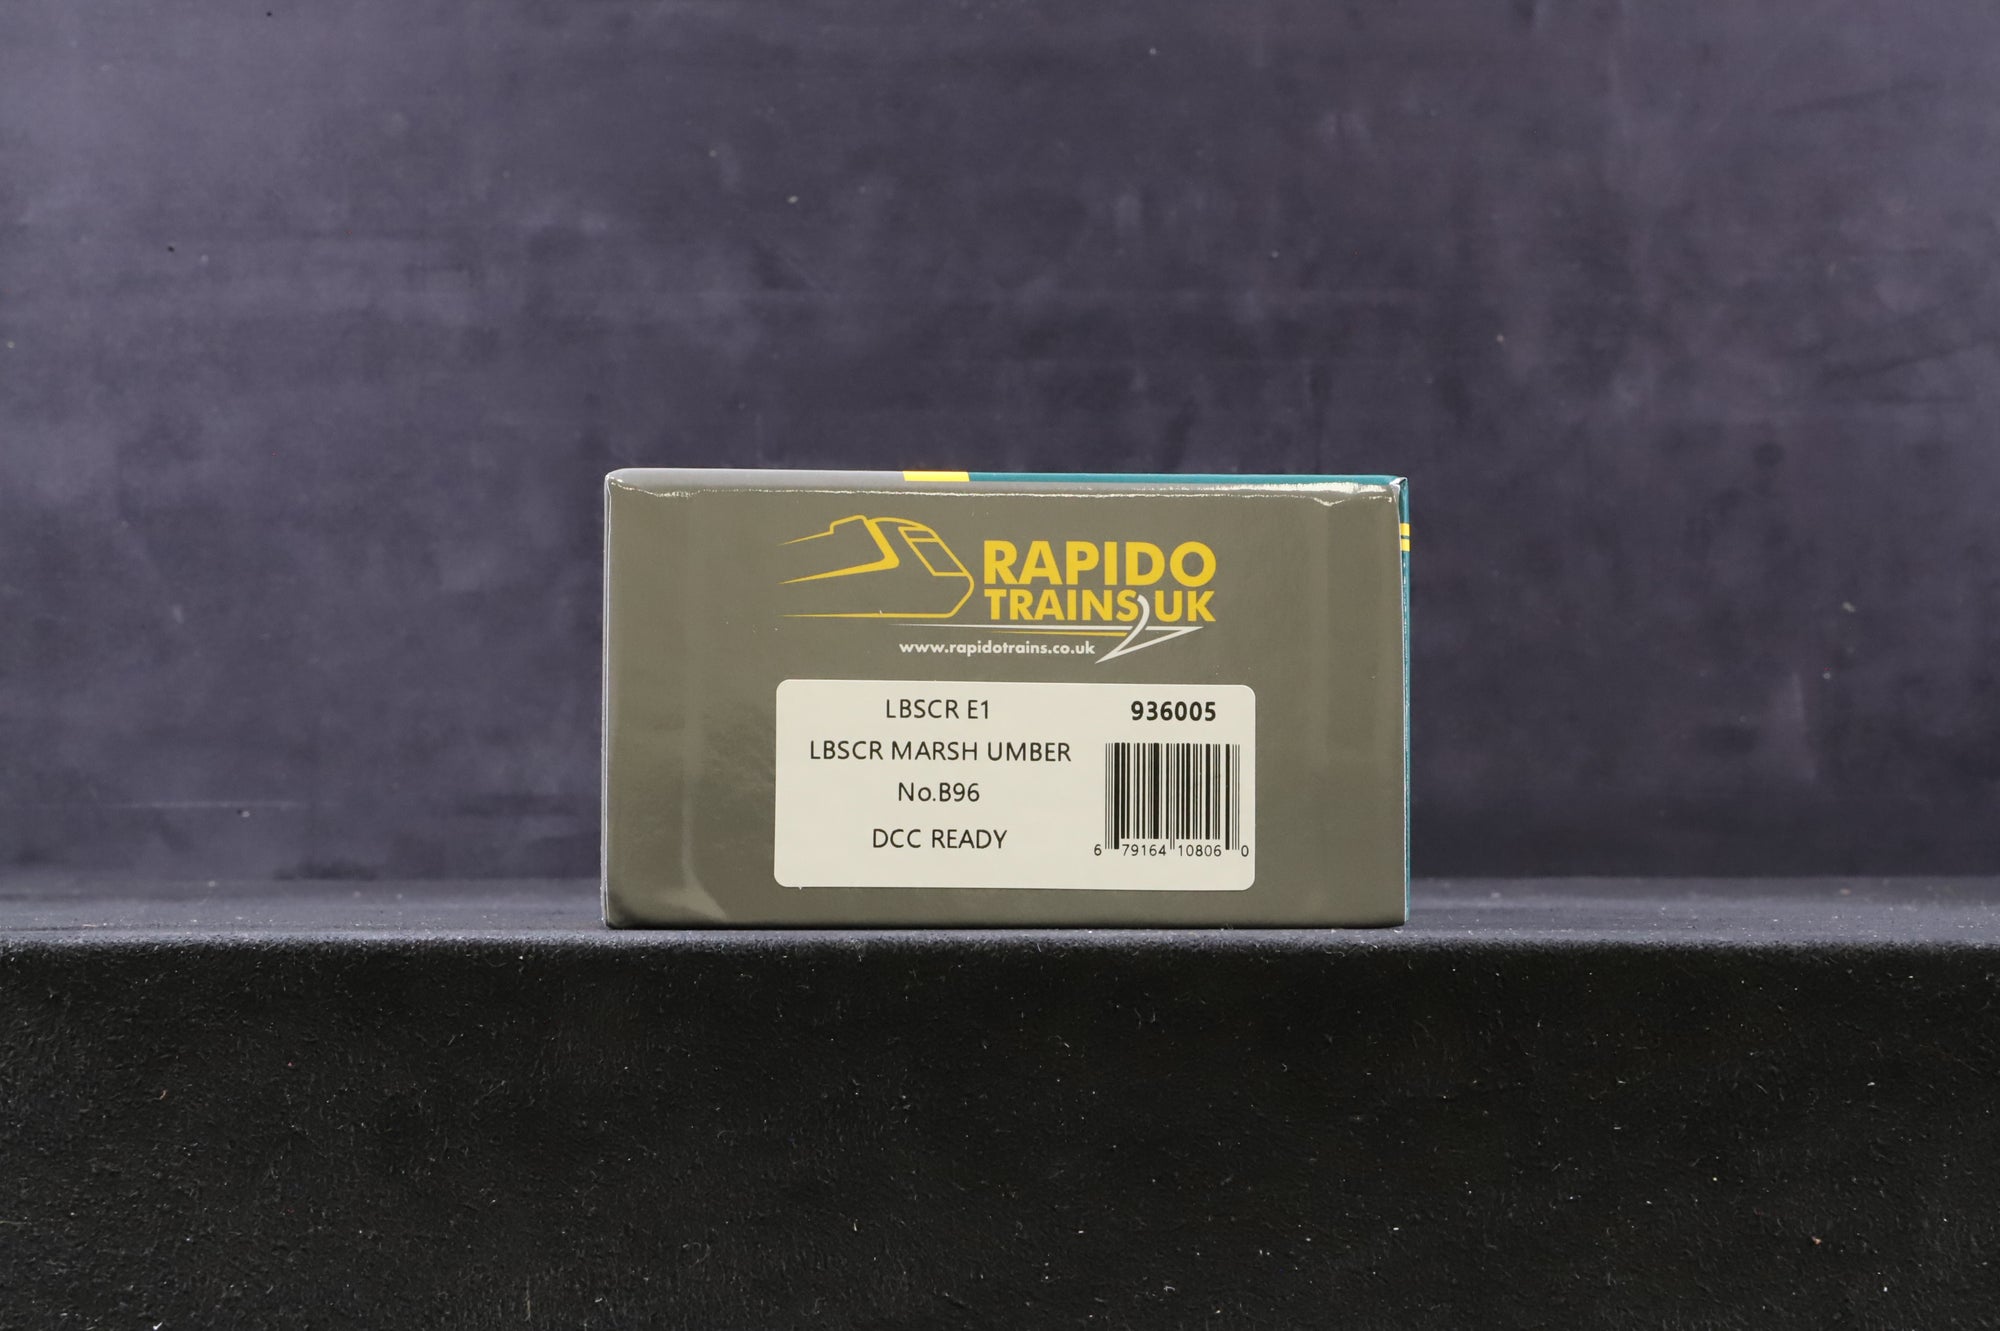 RAPIDO
TRAINS UK
www.rapidotrains.co.uk
LBSCR E1
936005
LBSCR MARSH UMBER
No.B96
DCC READY
6 79164 10806 0